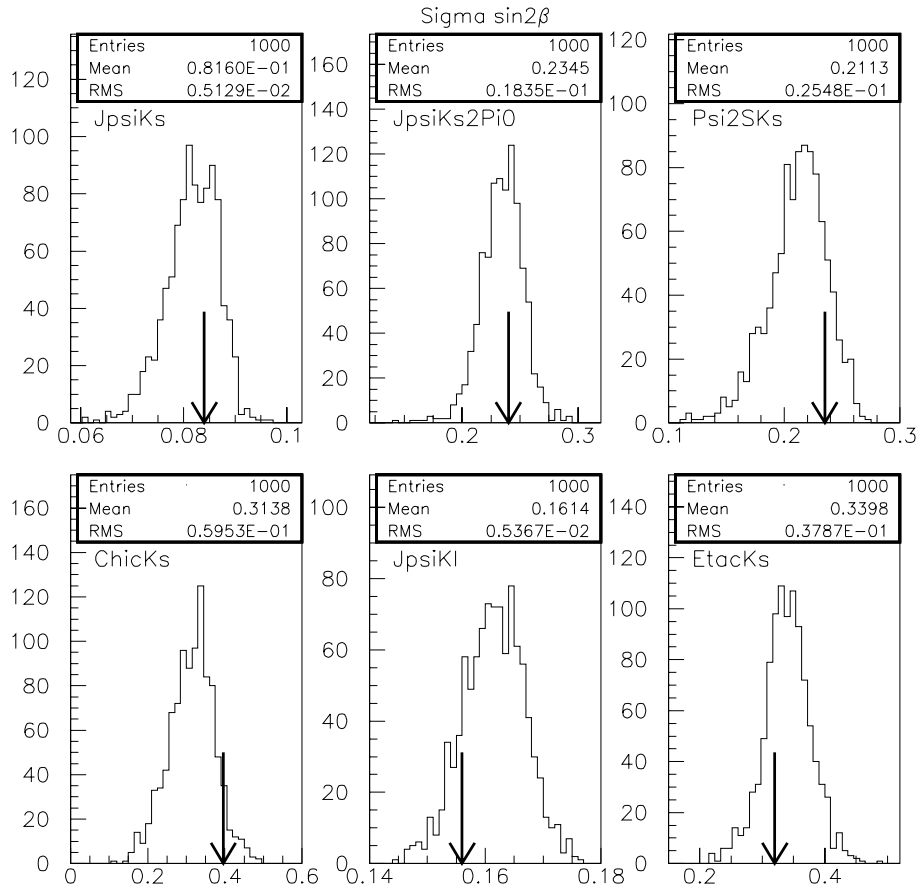 Sigma sin2β
Entries 1000
Mean 0.8160E-01
RMS 0.5129E-02
JpsiKs
120
100
80
60
40
20
0
0.06 0.08 0.1
Entries 1000
Mean 0.2345
RMS 0.1835E-01
JpsiKs2Pi0
160
140
120
100
80
60
40
20
0
0.2 0.3
Entries 1000
Mean 0.2113
RMS 0.2548E-01
Psi2SKs
120
100
80
60
40
20
0
0.1 0.2 0.3
Entries 1000
Mean 0.3138
RMS 0.5953E-01
ChicKs
160
140
120
100
80
60
40
20
0
0 0.2 0.4 0.6
Entries 1000
Mean 0.1614
RMS 0.5367E-02
JpsiKl
100
80
60
40
20
0
0.14 0.16 0.18
Entries 1000
Mean 0.3398
RMS 0.3787E-01
EtacKs
140
120
100
80
60
40
20
0
0.2 0.4